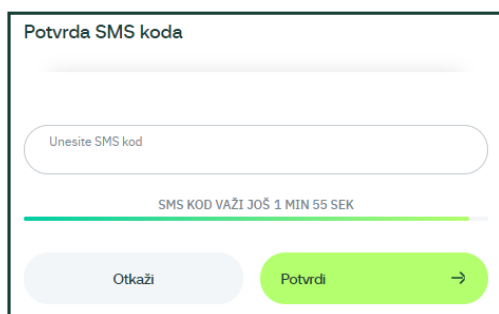 Potvrda SMS koda
Unesite SMS kod
SMS KOD VAŽI JOŠ 1 MIN 55 SEK
Otkaži
Potvrdi